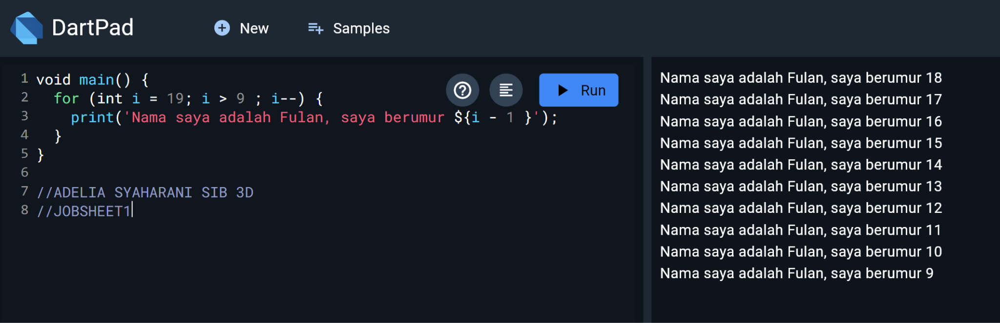 DartPad New Samples
1 void main() {
2 for (int i = 19; i > 9 ; i--) {
3 print('Nama saya adalah Fulan, saya berumur ${i - 1 }');
4 }
5 }
6
7 //ADELIA SYAHARANI SIB 3D
8 //JOBSHEET1
Run
Nama saya adalah Fulan, saya berumur 18
Nama saya adalah Fulan, saya berumur 17
Nama saya adalah Fulan, saya berumur 16
Nama saya adalah Fulan, saya berumur 15
Nama saya adalah Fulan, saya berumur 14
Nama saya adalah Fulan, saya berumur 13
Nama saya adalah Fulan, saya berumur 12
Nama saya adalah Fulan, saya berumur 11
Nama saya adalah Fulan, saya berumur 10
Nama saya adalah Fulan, saya berumur 9